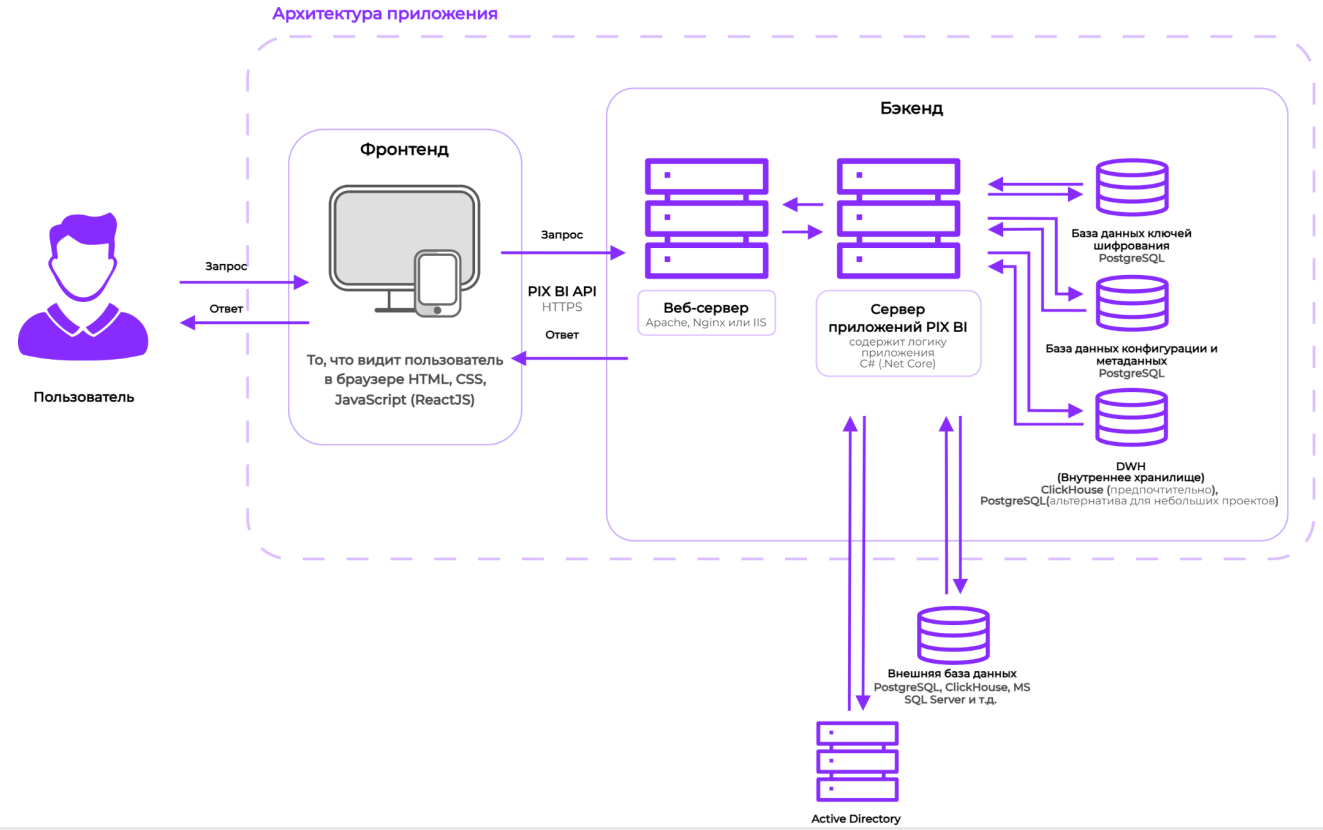 Архитектура приложения
Бэкенд
Фронтенд
Запрос
Ответ
Пользователь
То, что видит пользователь
в браузере HTML, CSS,
JavaScript (ReactJS)
Запрос
PIX BI API
HTTPS
Ответ
Веб-сервер
Apache, Nginx или IIS
Сервер
приложений PIX BI
содержит логику
приложения
C# (.Net Core)
База данных ключей
шифрования
PostgreSQL
База данных конфигурации и
метаданных
PostgreSQL
DWH
(Внутреннее хранилище)
ClickHouse (предпочтительно),
PostgreSQL(альтернатива для небольших проектов)
Внешняя база данных
PostgreSQL, ClickHouse, MS
SQL Server и т.д.
Active Directory